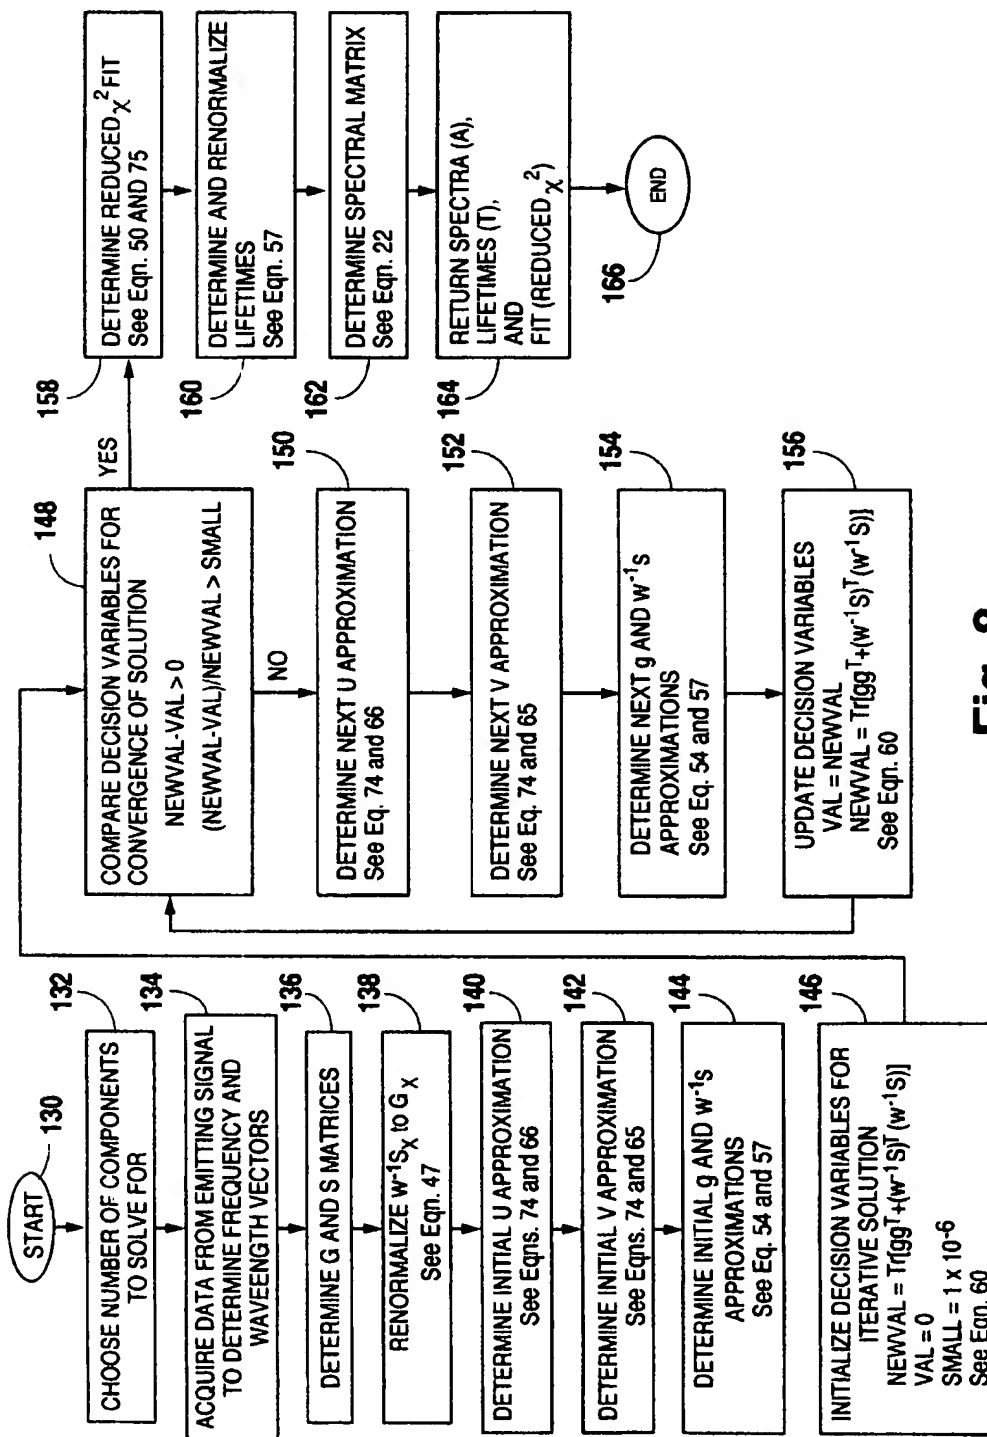 START
130
CHOOSE NUMBER OF COMPONENTS
TO SOLVE FOR
132
ACQUIRE DATA FROM EMITTING SIGNAL
TO DETERMINE FREQUENCY AND
WAVELENGTH VECTORS
134
DETERMINE G AND S MATRICES
136
RENORMALIZE w⁻¹Sₓ to Gₓ
See Eqn. 47
138
DETERMINE INITIAL U APPROXIMATION
See Eqns. 74 and 66
140
DETERMINE INITIAL V APPROXIMATION
See Eqns. 74 and 65
142
DETERMINE INITIAL g AND w⁻¹s
APPROXIMATIONS
See Eq. 54 and 57
144
INITIALIZE DECISION VARIABLES FOR
ITERATIVE SOLUTION
NEWVAL = Tr[ggᵀ+(w⁻¹S)ᵀ(w⁻¹S)]
VAL = 0
SMALL = 1 x 10⁻⁶
See Eqn. 60
146
COMPARE DECISION VARIABLES FOR
CONVERGENCE OF SOLUTION
NEWVAL-VAL > 0
(NEWVAL-VAL)/NEWVAL > SMALL
148
YES
NO
DETERMINE NEXT U APPROXIMATION
See Eq. 74 and 66
150
DETERMINE NEXT V APPROXIMATION
See Eq. 74 and 65
152
DETERMINE NEXT g AND w⁻¹s
APPROXIMATIONS
See Eq. 54 and 57
154
UPDATE DECISION VARIABLES
VAL = NEWVAL
NEWVAL = Tr[ggᵀ+(w⁻¹S)ᵀ(w⁻¹S)]
See Eqn. 60
156
DETERMINE REDUCED χ² FIT
See Eqn. 50 AND 75
158
DETERMINE AND RENORMALIZE
LIFETIMES
See Eqn. 57
160
DETERMINE SPECTRAL MATRIX
See Eqn. 22
162
RETURN SPECTRA (A),
LIFETIMES (T),
AND
FIT (REDUCED χ²)
164
END
166